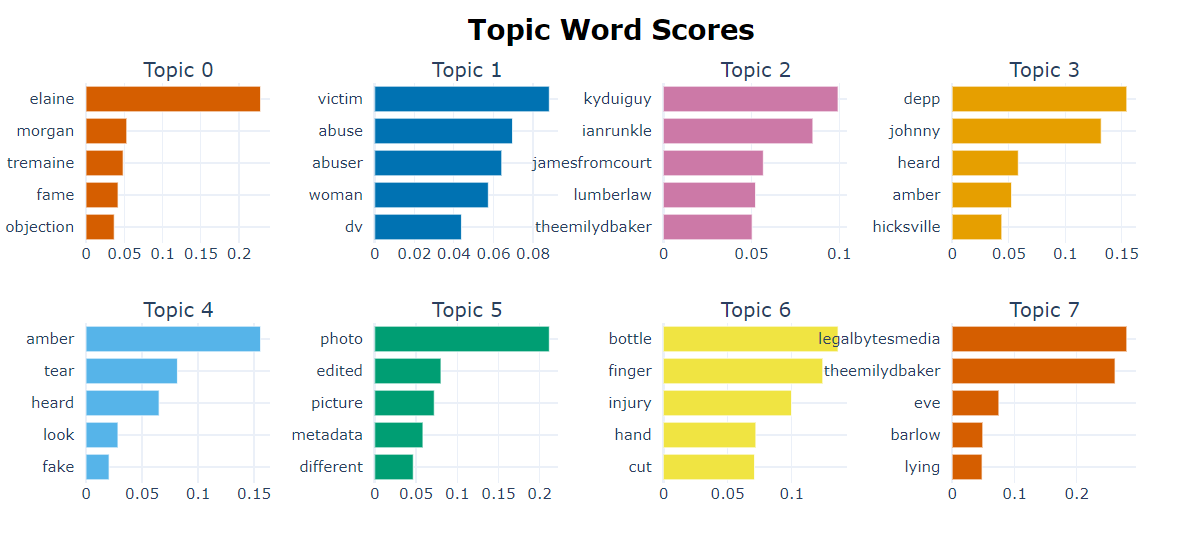 Topic Word Scores
Topic 0
elaine
morgan
tremaine
fame
objection
0 0.05 0.1 0.15 0.2
Topic 1
victim
abuse
abuser
woman
dv
0 0.02 0.04 0.06 0.08
Topic 2
kyduiguy
ianrunkle
jamesfromcourt
lumberlaw
theemilydbaker
0 0.05 0.1
Topic 3
depp
johnny
heard
amber
hicksville
0 0.05 0.1 0.15
Topic 4
amber
tear
heard
look
fake
0 0.05 0.1 0.15
Topic 5
photo
edited
picture
metadata
different
0 0.05 0.1 0.15 0.2
Topic 6
bottle
finger
injury
hand
cut
0 0.05 0.1
Topic 7
legalbytesmedia
theemilydbaker
eve
barlow
lying
0 0.1 0.2